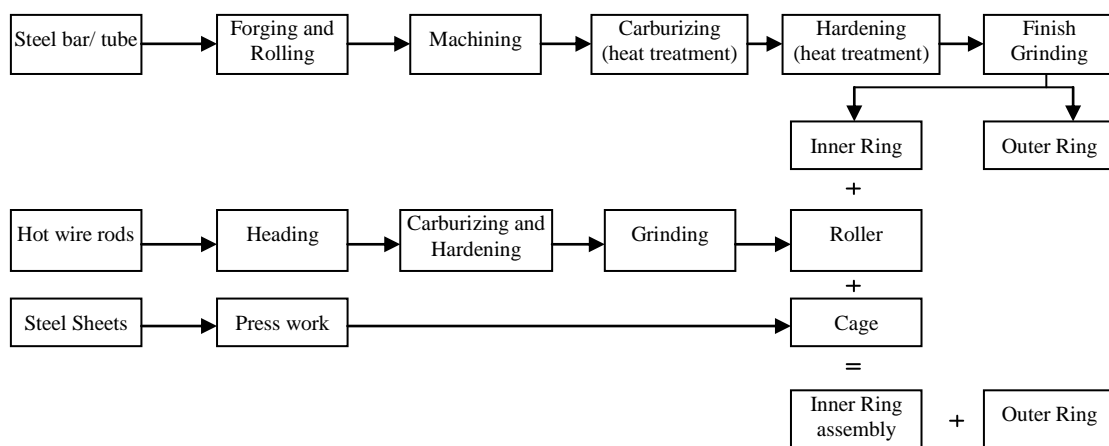 Steel bar/ tube
Forging and
Rolling
Machining
Carburizing
(heat treatment)
Hardening
(heat treatment)
Finish
Grinding
Inner Ring
Outer Ring
+
Hot wire rods
Heading
Carburizing and
Hardening
Grinding
Roller
+
Steel Sheets
Press work
Cage
=
Inner Ring
assembly
+
Outer Ring